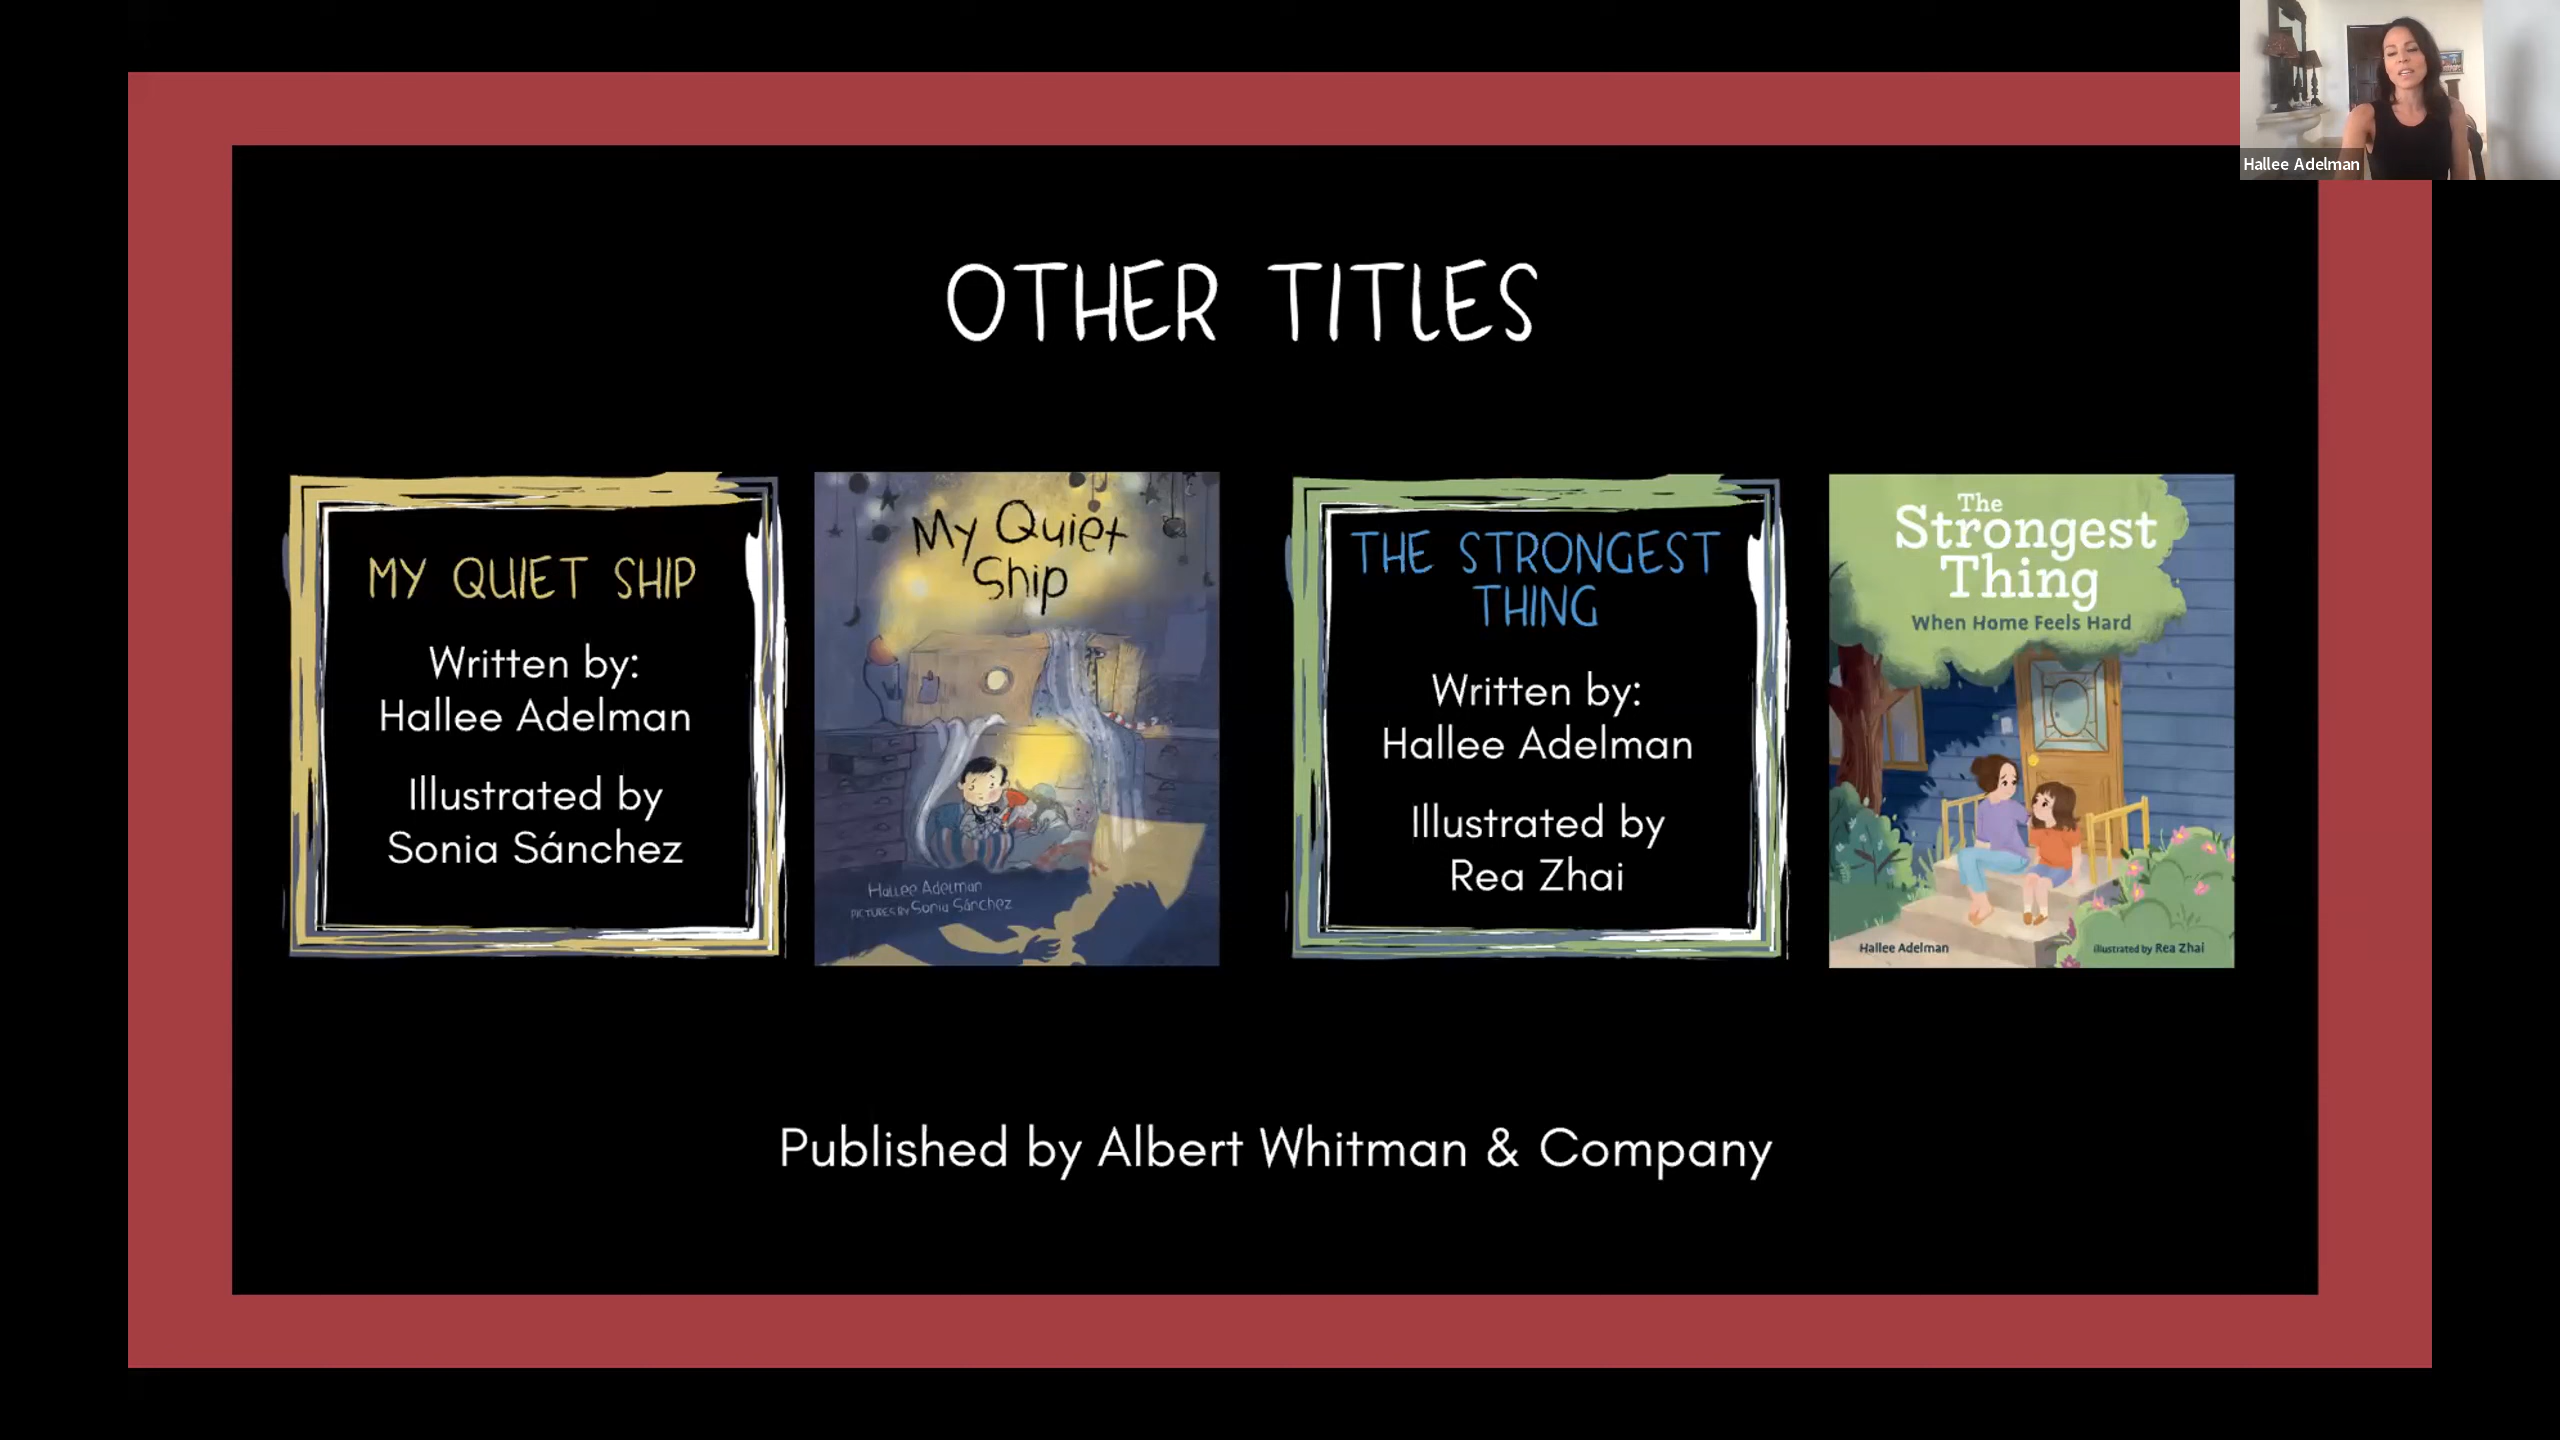 Hallee Adelman
OTHER TITLES
MY QUIET SHIP
Written by:
Hallee Adelman
Illustrated by
Sonia Sánchez
My Quiet
Ship
Hallee Adelman
PICTURES BY Sonia Sánchez
THE STRONGEST
THING
Written by:
Hallee Adelman
Illustrated by
Rea Zhai
The
Strongest
Thing
When Home Feels Hard
Hallee Adelman
illustrated by Rea Zhai
Published by Albert Whitman & Company